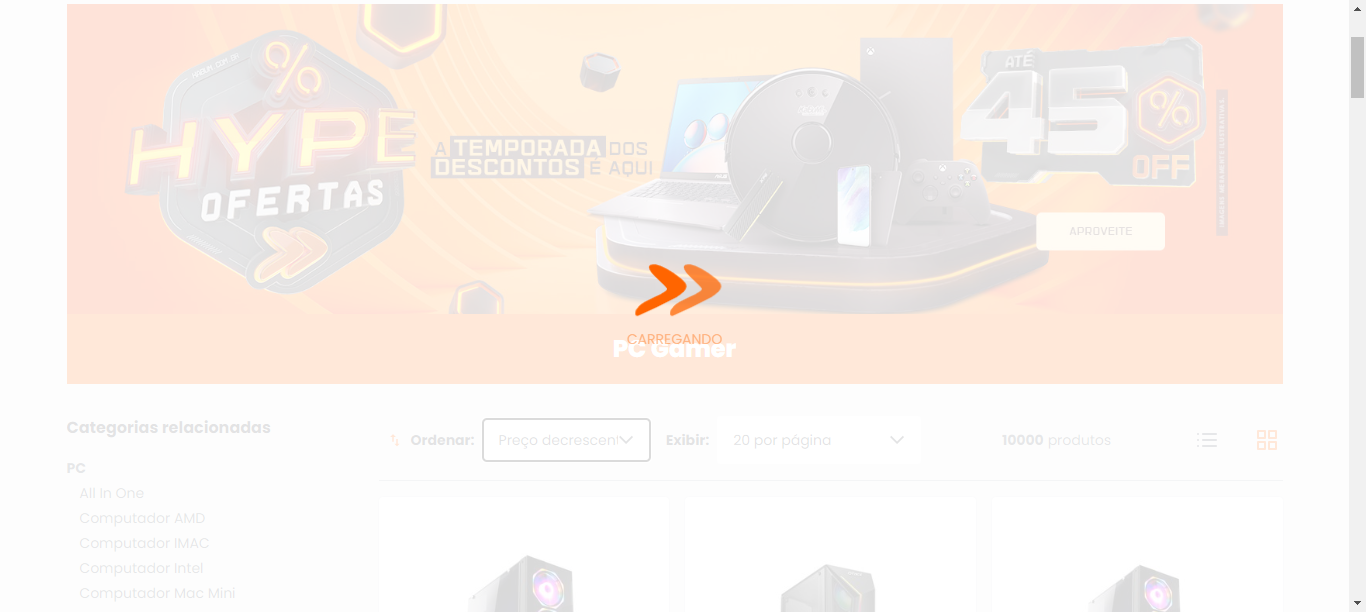 HYPE
OFERTAS
A TEMPORADA DOS
DESCONTOS É AQUI
ATÉ
45%
OFF
APROVEITE
CARREGANDO
PC Gamer
Categorias relacionadas
Ordenar:
Preço decrescent
Exibir:
20 por página
10000 produtos
PC
All In One
Computador AMD
Computador IMAC
Computador Intel
Computador Mac Mini